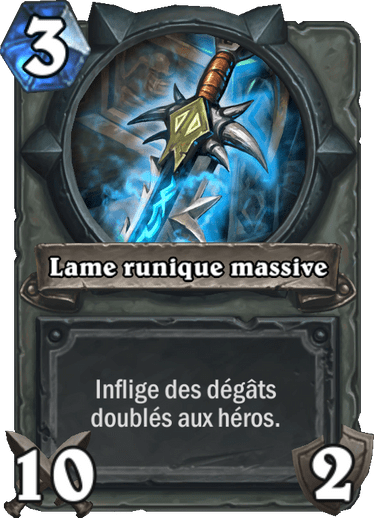 3
Lame runique massive
Inflige des dégâts
doublés aux héros.
10
2